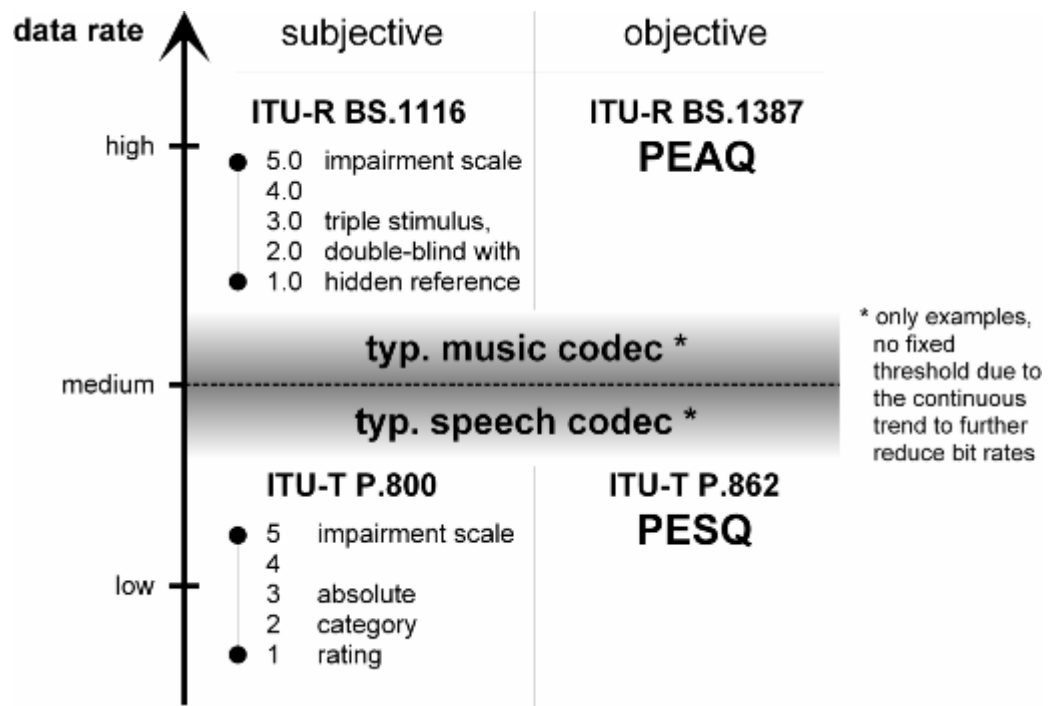 data rate
subjective
objective
ITU-R BS.1116
ITU-R BS.1387
PEAQ
high
5.0 impairment scale
4.0
3.0 triple stimulus,
2.0 double-blind with
1.0 hidden reference
typ. music codec *
* only examples,
no fixed
threshold due to
the continuous
trend to further
reduce bit rates
medium
typ. speech codec *
ITU-T P.800
ITU-T P.862
PESQ
5 impairment scale
4
low
3 absolute
2 category
1 rating